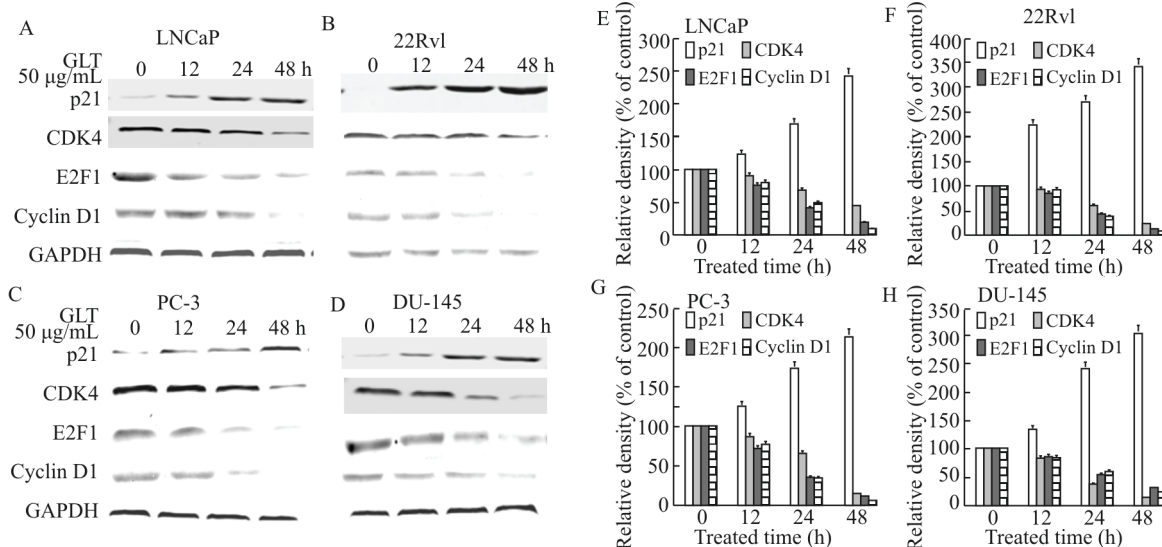 A
LNCaP
GLT
50 µg/mL
0 12 24 48 h
p21
CDK4
E2F1
Cyclin D1
GAPDH
B
22Rvl
0 12 24 48 h
C
PC-3
GLT
50 µg/mL
0 12 24 48 h
p21
CDK4
E2F1
Cyclin D1
GAPDH
D
DU-145
0 12 24 48 h
E
LNCaP
Relative density (% of control)
300
250
200
150
100
50
0
p21 CDK4
E2F1 Cyclin D1
0 12 24 48
Treated time (h)
F
22Rvl
Relative density (% of control)
400
350
300
250
200
150
100
50
0
p21 CDK4
E2F1 Cyclin D1
0 12 24 48
Treated time (h)
G
PC-3
Relative density (% of control)
250
200
150
100
50
0
p21 CDK4
E2F1 Cyclin D1
0 12 24 48
Treated time (h)
H
DU-145
Relative density (% of control)
350
300
250
200
150
100
50
0
p21 CDK4
E2F1 Cyclin D1
0 12 24 48
Treated time (h)